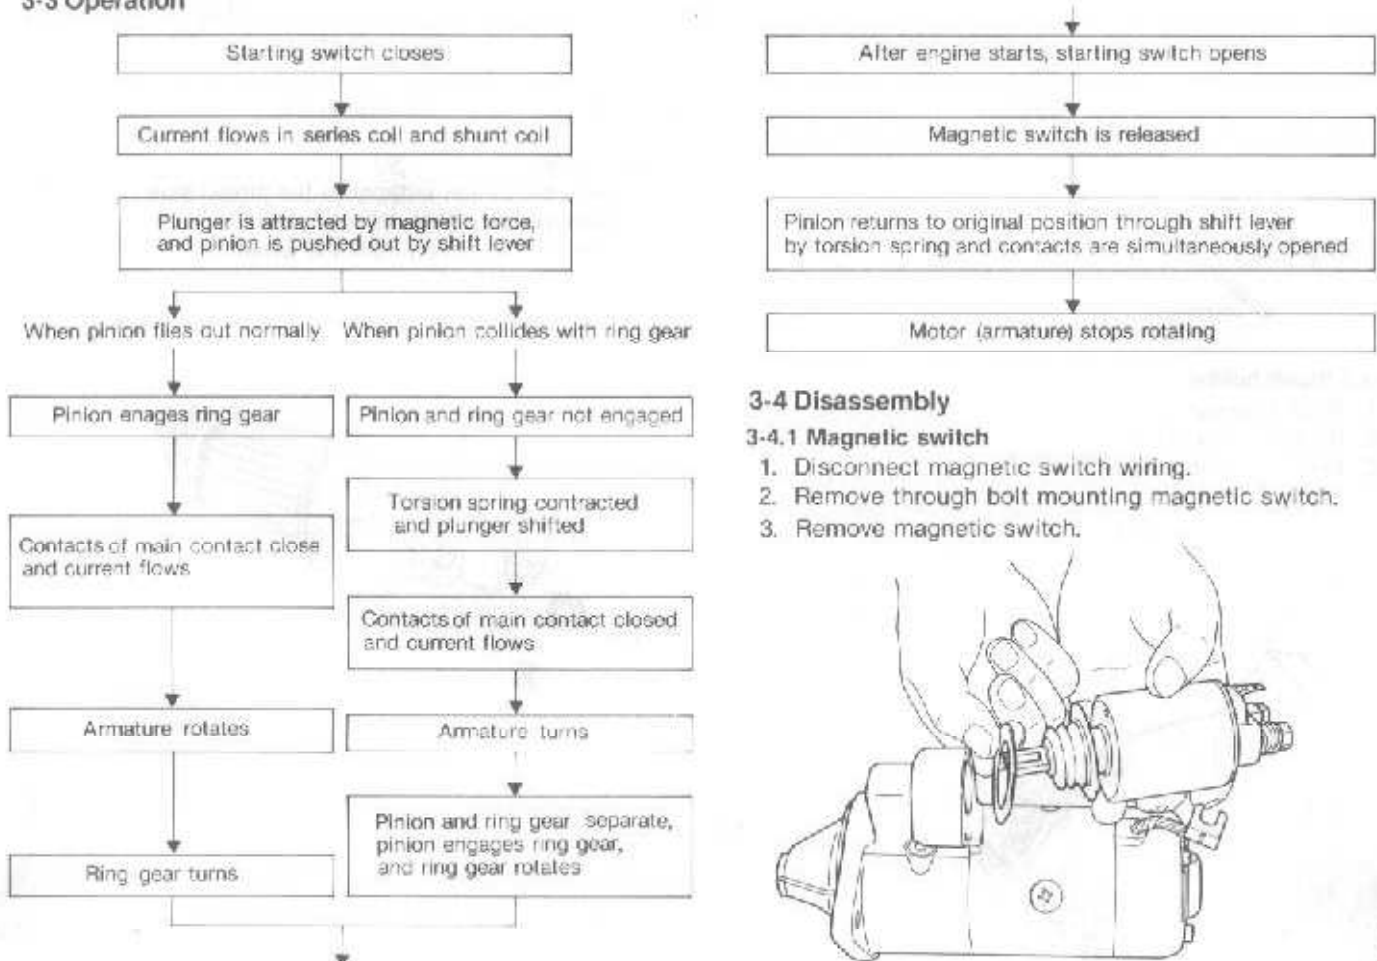 3-3 Operation
Starting switch closes
Current flows in series coil and shunt coil
Plunger is attracted by magnetic force,
and pinion is pushed out by shift lever
When pinion flies out normally
When pinion collides with ring gear
Pinion enages ring gear
Pinion and ring gear not engaged
Torsion spring contracted
and plunger shifted
Contacts of main contact close
and current flows
Contacts of main contact closed
and current flows
Armature rotates
Armature turns
Pinion and ring gear separate,
pinion engages ring gear,
and ring gear rotates
Ring gear turns
After engine starts, starting switch opens
Magnetic switch is released
Pinion returns to original position through shift lever
by torsion spring and contacts are simultaneously opened
Motor (armature) stops rotating
3-4 Disassembly
3-4.1 Magnetic switch
1. Disconnect magnetic switch wiring.
2. Remove through bolt mounting magnetic switch.
3. Remove magnetic switch.